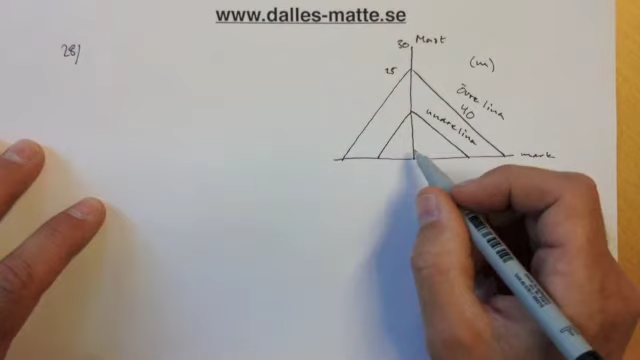 www.dalles-matte.se
28/
30 Mast
25
(m)
Övre lina
40
undre lina
mark